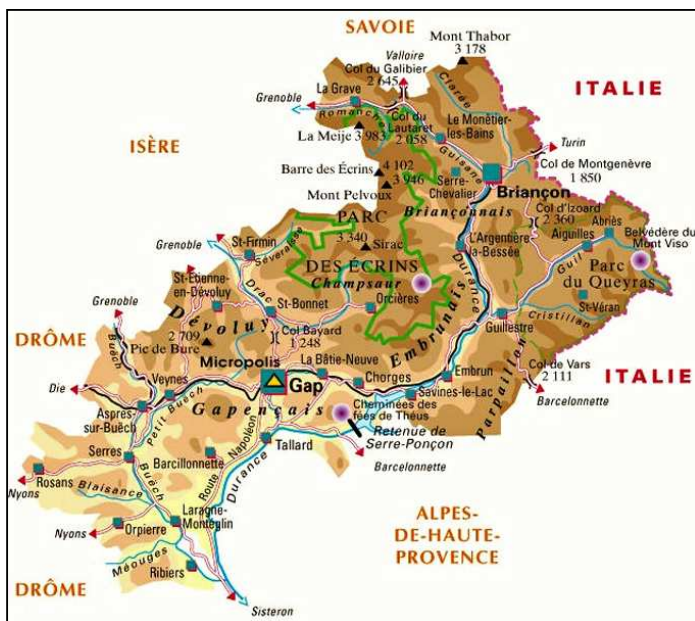 SAVOIE
Mont Thabor
3 178
Valloire
Col du Galibier
2 645
Clarée
ITALIE
Grenoble
La Grave
Romanche
Col du
Lautaret
2 058
Le Monêtier-
les-Bains
La Meije 3 983
Guisane
Turin
ISÈRE
Barre des Écrins
4 102
3 946
Serre-
Chevalier
Col de Montgenèvre
1 850
Mont Pelvoux
Briançon
Briançonnais
Col d'Izoard
2 360
Abriès
PARC
3 340
Sirac
Aiguilles
Belvédère du
Mont Viso
Grenoble
St-Firmin
Séveraisse
L'Argentière-
la-Bessée
Guil
DES ÉCRINS
Champsaur
Parc
du Queyras
St-Étienne-
en-Dévoluy
Drac
Durance
Grenoble
St-Bonnet
Orcières
St-Véran
Cristillan
Dévoluy
Guillestre
DRÔME
Buëch
2 709
Pic de Bure
Col Bayard
1 248
Embrunais
Micropolis
La Bâtie-Neuve
Embrun
Col de Vars
2 111
ITALIE
Die
Veynes
Gap
Chorges
Savines-le-Lac
Parpaillon
Barcelonnette
Aspres-
sur-Buëch
Petit Buëch
Gapençais
Cheminées des
fées de Théus
Retenue de
Serre-Ponçon
Serres
Tallard
Barcelonnette
Barcillonnette
Route Napoléon
Durance
Rosans
Nyons
Blaisance
Buëch
Laragne-
Montéglin
Nyons
Orpierre
ALPES-
DE-HAUTE-
PROVENCE
Méouges
Ribiers
DRÔME
Sisteron